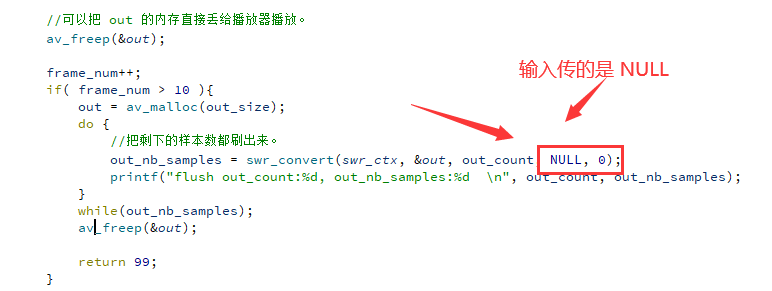 //可以把 out 的内存直接丢给播放器播放。
av_freep(&out);
frame_num++;
输入传的是 NULL
if( frame_num > 10 ){
out = av_malloc(out_size);
do {
//把剩下的样本数都刷出来。
out_nb_samples = swr_convert(swr_ctx, &out, out_count, NULL, 0);
printf("flush out_count:%d, out_nb_samples:%d  \n", out_count, out_nb_samples);
}
while(out_nb_samples);
av_freep(&out);
return 99;
}